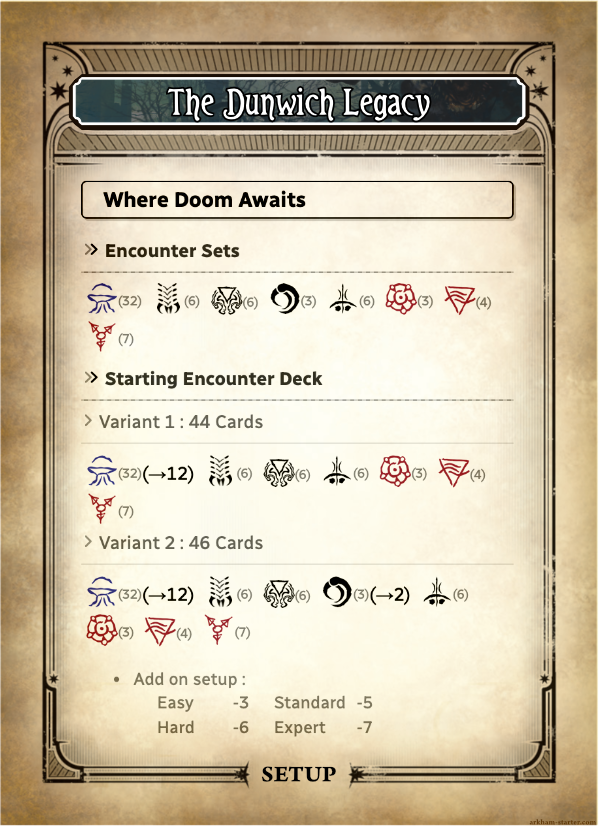 The Dunwich Legacy
Where Doom Awaits
» Encounter Sets
(32) (6) (6) (3) (6) (3) (4)
(7)
» Starting Encounter Deck
> Variant 1 : 44 Cards
(32)(→12) (6) (6) (6) (3) (4)
(7)
> Variant 2 : 46 Cards
(32)(→12) (6) (6) (3)(→2) (6)
(3) (4) (7)
• Add on setup :
Easy -3 Standard -5
Hard -6 Expert -7
SETUP
arkham-starter.com